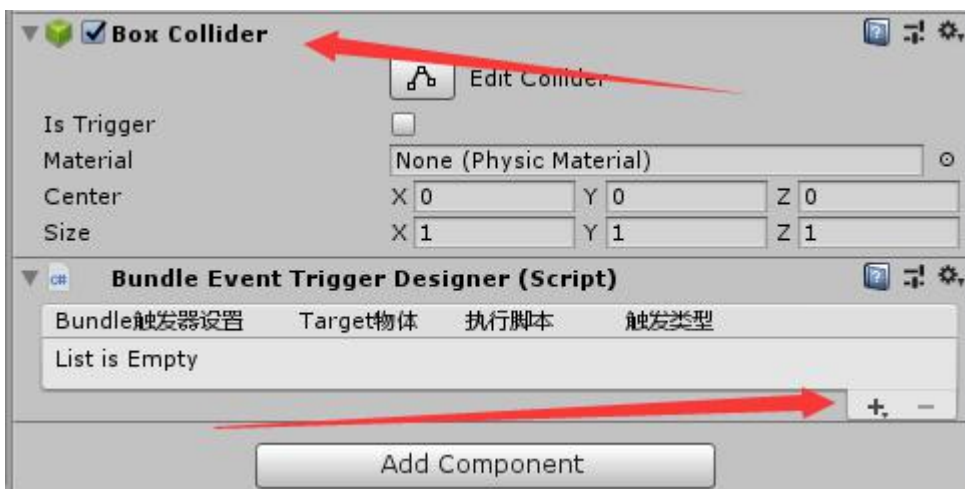 Box Collider
Edit Collider
Is Trigger
Material None (Physic Material)
Center X 0 Y 0 Z 0
Size X 1 Y 1 Z 1
c# Bundle Event Trigger Designer (Script)
Bundle触发器设置 Target物体 执行脚本 触发类型
List is Empty
Add Component